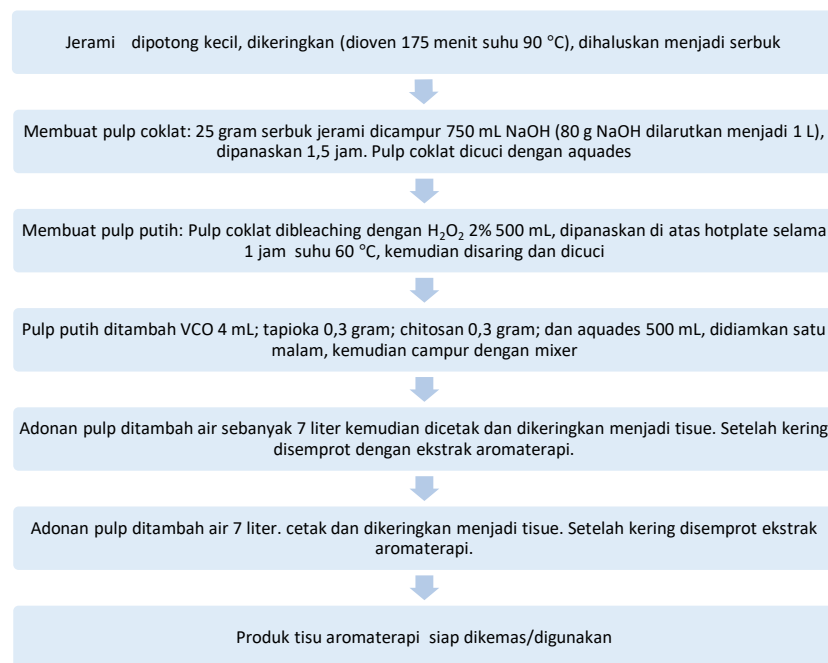 Jerami dipotong kecil, dikeringkan (dioven 175 menit suhu 90 °C), dihaluskan menjadi serbuk
Membuat pulp coklat: 25 gram serbuk jerami dicampur 750 mL NaOH (80 g NaOH dilarutkan menjadi 1 L),
dipanaskan 1,5 jam. Pulp coklat dicuci dengan aquades
Membuat pulp putih: Pulp coklat dibleaching dengan H₂O₂ 2% 500 mL, dipanaskan di atas hotplate selama
1 jam suhu 60 °C, kemudian disaring dan dicuci
Pulp putih ditambah VCO 4 mL; tapioka 0,3 gram; chitosan 0,3 gram; dan aquades 500 mL, didiamkan satu
malam, kemudian campur dengan mixer
Adonan pulp ditambah air sebanyak 7 liter kemudian dicetak dan dikeringkan menjadi tisue. Setelah kering
disemprot dengan ekstrak aromaterapi.
Adonan pulp ditambah air 7 liter. cetak dan dikeringkan menjadi tisue. Setelah kering disemprot ekstrak
aromaterapi.
Produk tisu aromaterapi siap dikemas/digunakan